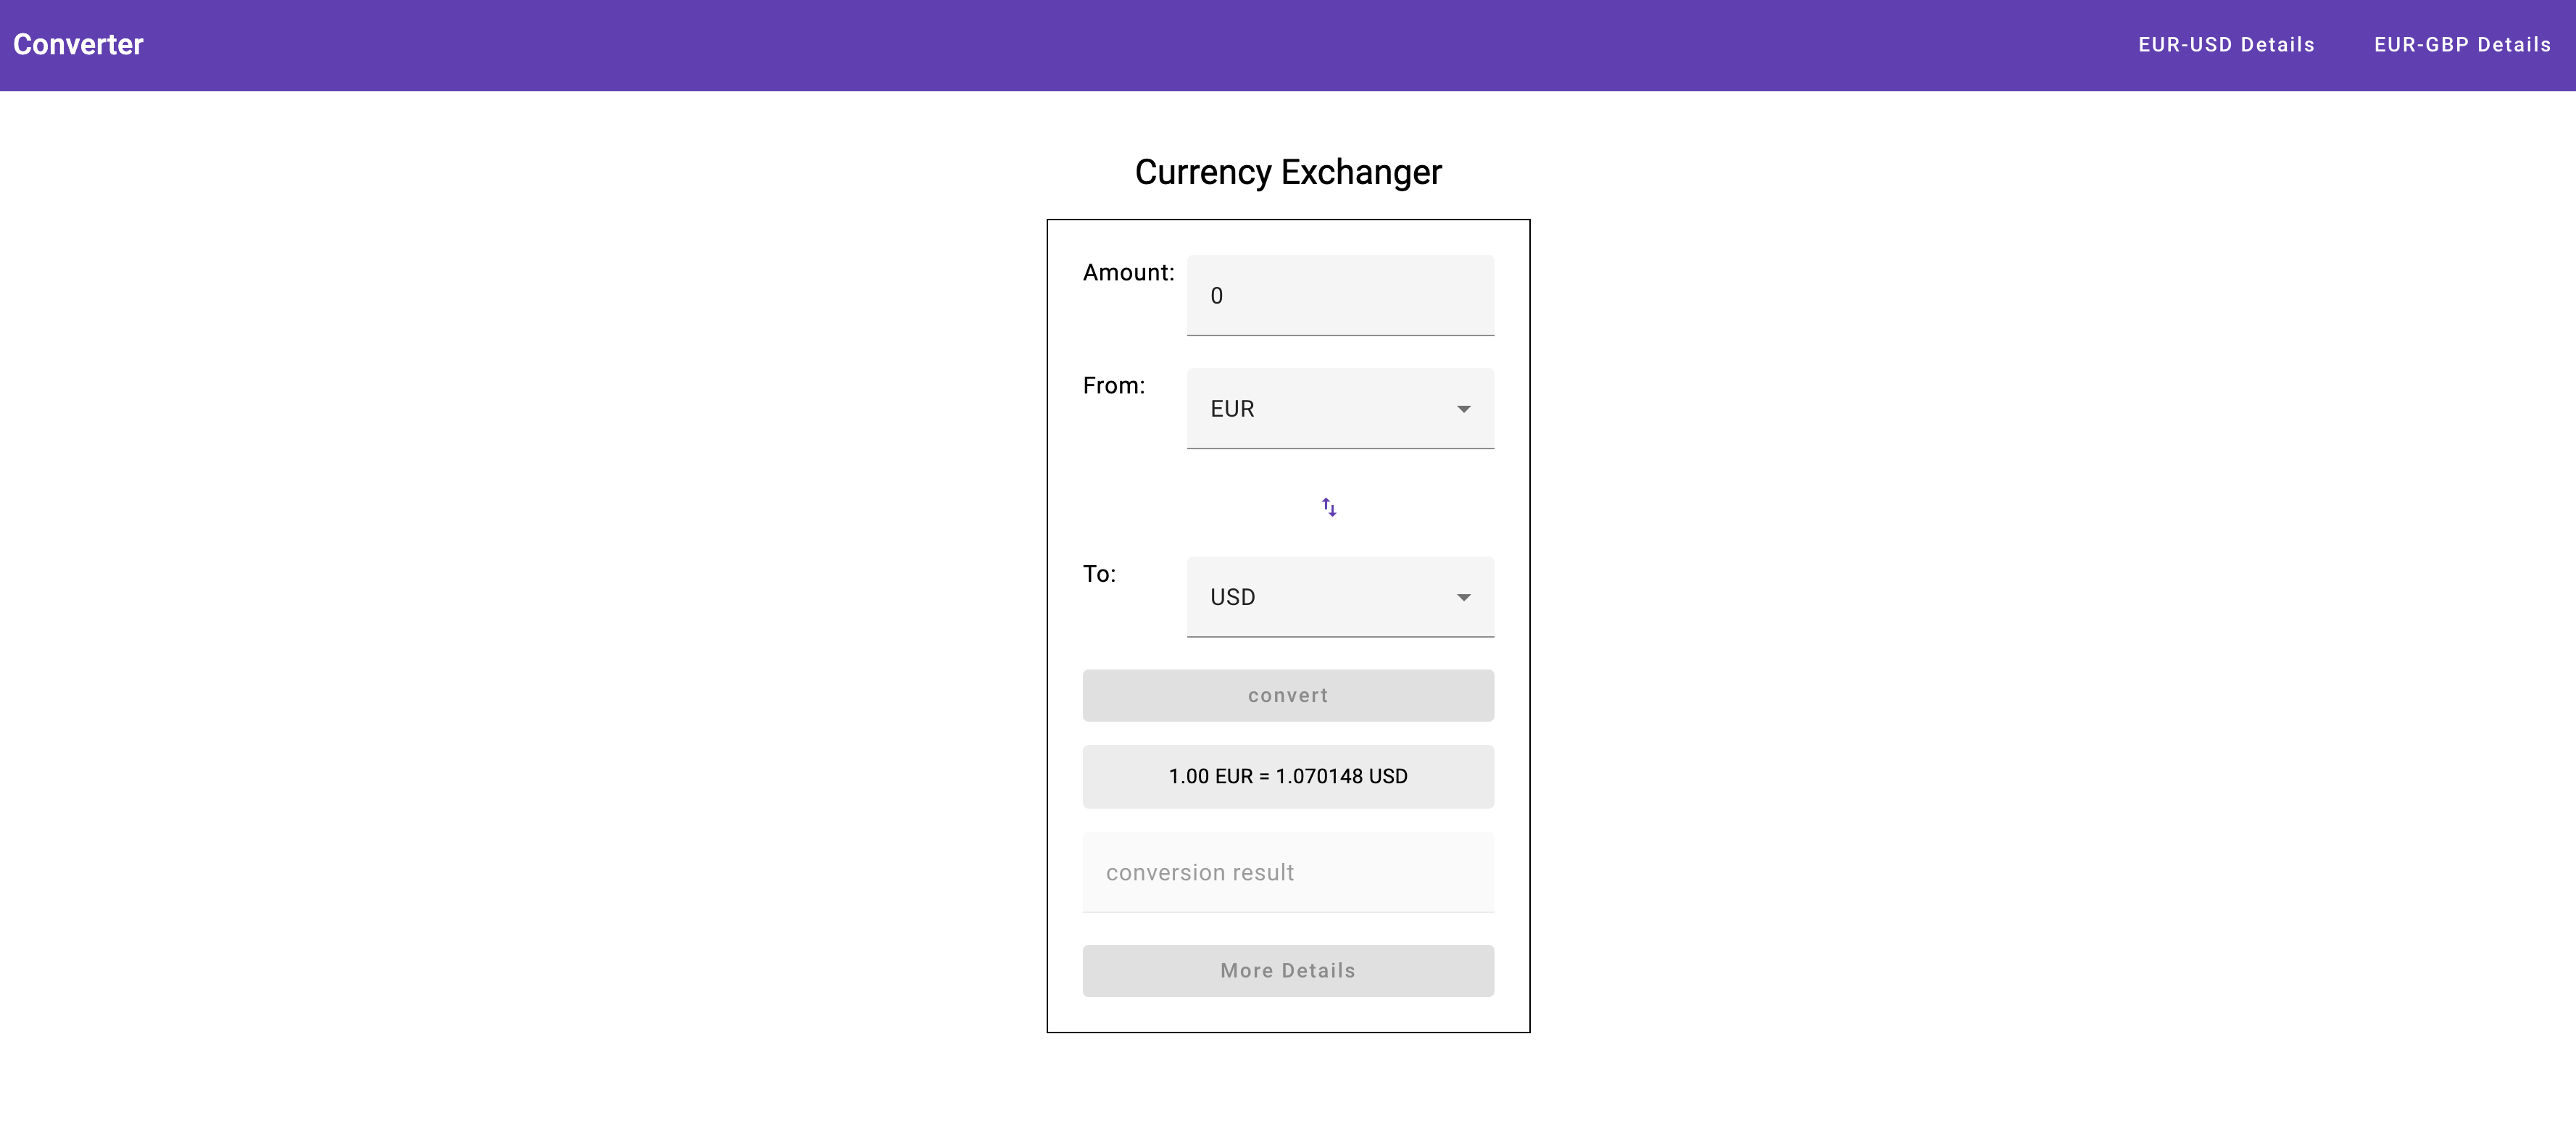 Converter
EUR-USD Details
EUR-GBP Details
Currency Exchanger
Amount:
0
From:
EUR
To:
USD
convert
1.00 EUR = 1.070148 USD
conversion result
More Details